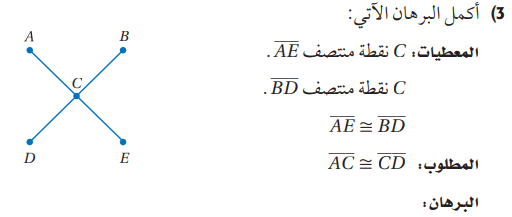 3) أكمل البرهان الآتي:
المعطيات: C نقطة منتصف AE.
C نقطة منتصف BD.
AE ≅ BD
المطلوب: AC ≅ CD
البرهان:
A
B
C
D
E